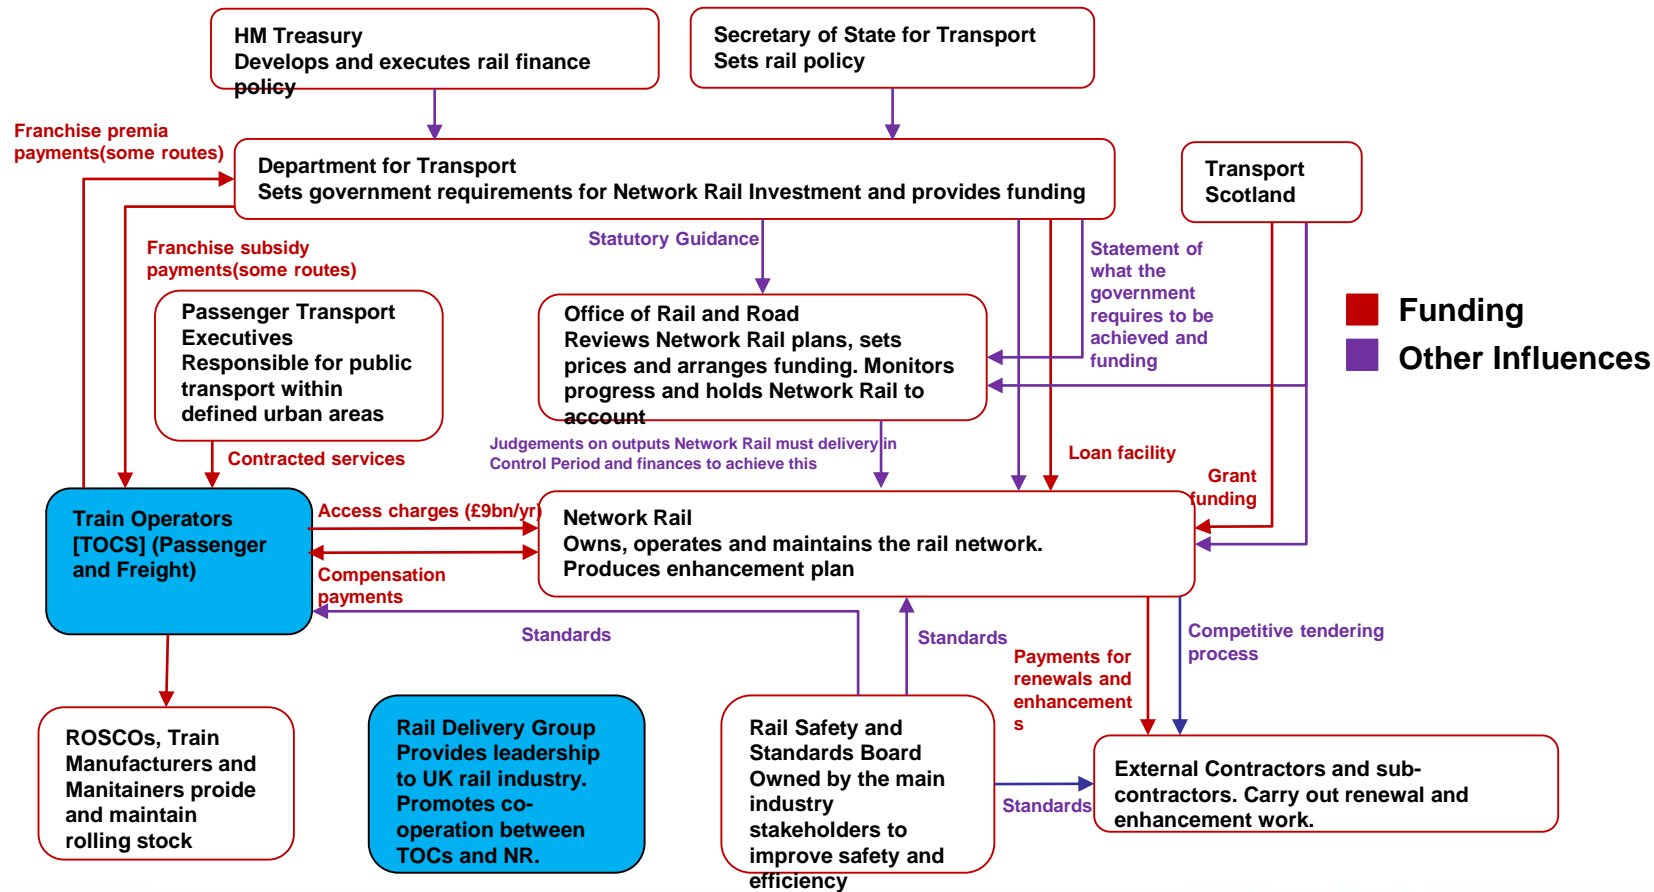 HM Treasury
Develops and executes rail finance
policy
Secretary of State for Transport
Sets rail policy
Franchise premia
payments(some routes)
Department for Transport
Sets government requirements for Network Rail Investment and provides funding
Transport
Scotland
Franchise subsidy
payments(some routes)
Statutory Guidance
Statement of
what the
government
requires to be
achieved and
funding
Passenger Transport
Executives
Responsible for public
transport within
defined urban areas
Office of Rail and Road
Reviews Network Rail plans, sets
prices and arranges funding. Monitors
progress and holds Network Rail to
account
Funding
Other Influences
Contracted services
Judgements on outputs Network Rail must delivery in
Control Period and finances to achieve this
Loan facility
Grant
funding
Train Operators
[TOCS] (Passenger
and Freight)
Access charges (£9bn/yr)
Compensation
payments
Network Rail
Owns, operates and maintains the rail network.
Produces enhancement plan
Standards
Standards
Payments for
renewals and
enhancement
s
Competitive tendering
process
ROSCOs, Train
Manufacturers and
Manitainers proide
and maintain
rolling stock
Rail Delivery Group
Provides leadership
to UK rail industry.
Promotes co-
operation between
TOCs and NR.
Rail Safety and
Standards Board
Owned by the main
industry
stakeholders to
improve safety and
efficiency
Standards
External Contractors and sub-
contractors. Carry out renewal and
enhancement work.